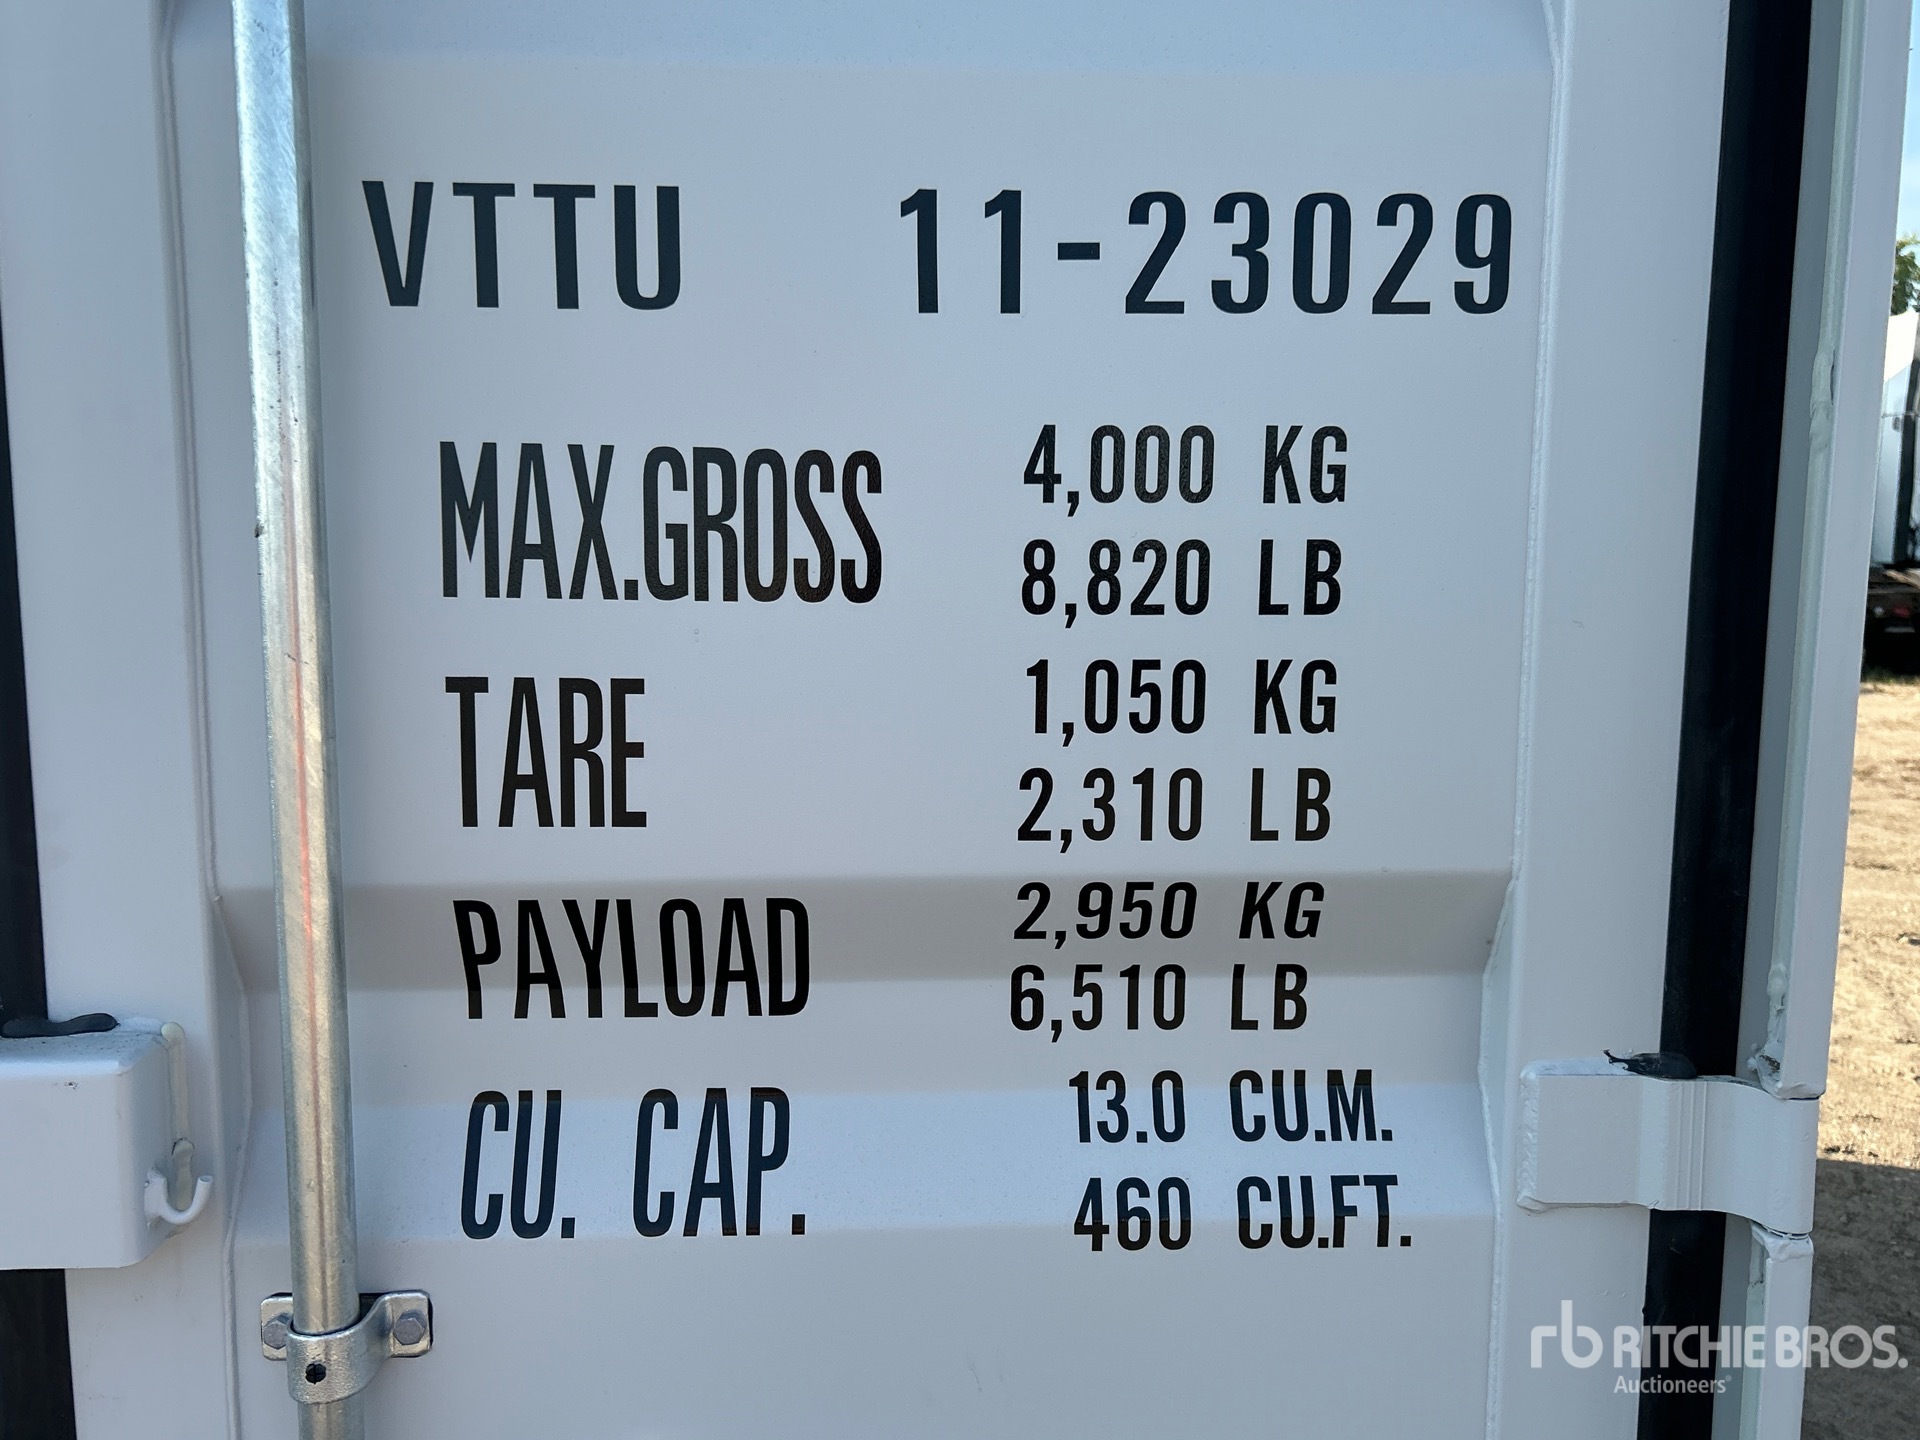 VTTU 11-23029
MAX.GROSS 4,000 KG
8,820 LB
TARE 1,050 KG
2,310 LB
PAYLOAD 2,950 KG
6,510 LB
CU. CAP. 13.0 CU.M.
460 CU.FT.
rb RITCHIE BROS.
Auctioneers